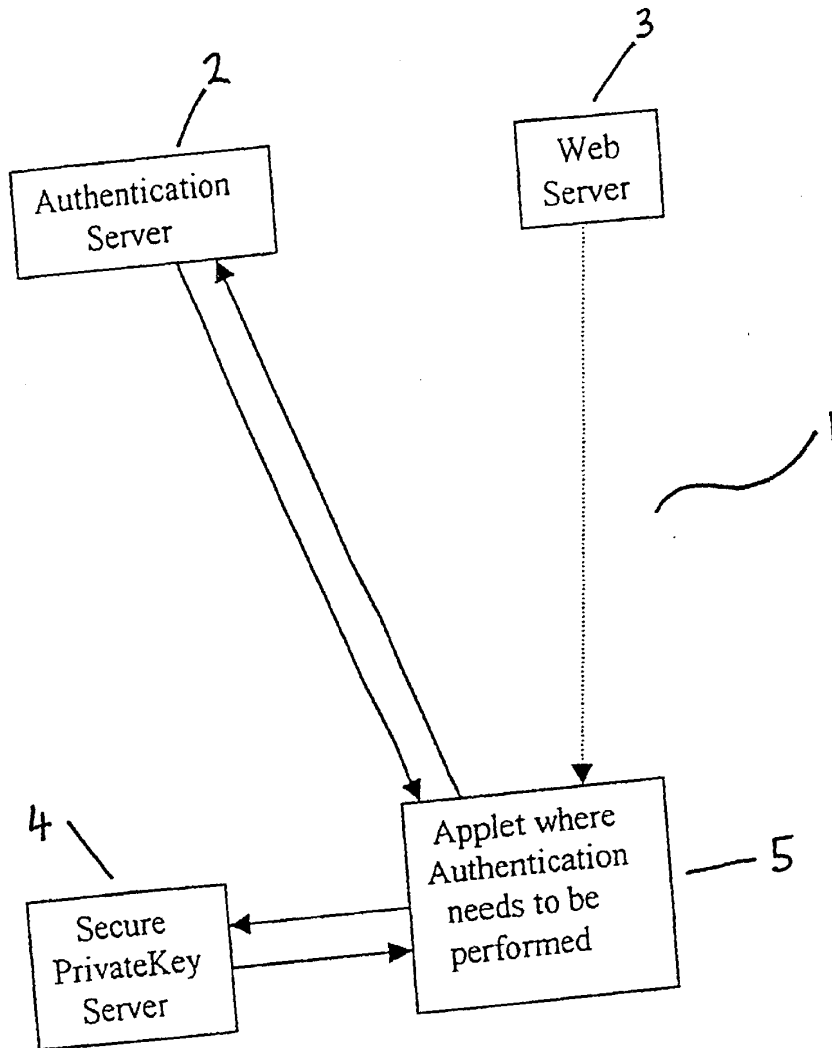 2
3
Authentication
Server
Web
Server
1
4
Secure
PrivateKey
Server
Applet where
Authentication
needs to be
performed
5